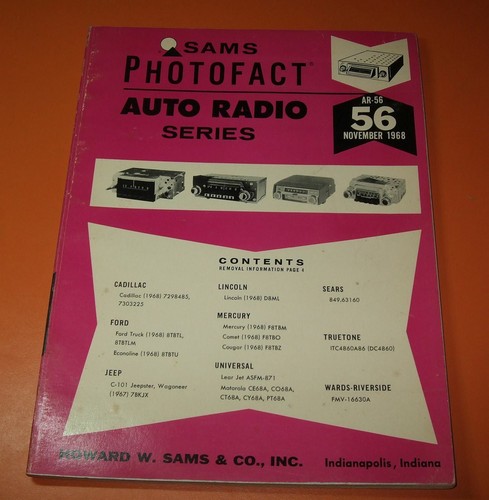 SAMS
PHOTOFACT®
AUTO RADIO
SERIES
AR-56
56
NOVEMBER 1968
CONTENTS
REMOVAL INFORMATION PAGE 4
CADILLAC
Cadillac (1968) 7298485,
7303225
FORD
Ford Truck (1968) 8TBTL,
8TBTLM
Econoline (1968) 8TBTU
JEEP
C-101 Jeepster, Wagoneer
(1967) 7BKJX
LINCOLN
Lincoln (1968) D8ML
MERCURY
Mercury (1968) F8TBM
Comet (1968) F8TBO
Cougar (1968) F8TBZ
UNIVERSAL
Lear Jet ASFM-871
Motorola CE68A, CO68A,
CT68A, CY68A, PT68A
SEARS
849.63160
TRUETONE
ITC4860A86 (DC4860)
WARDS-RIVERSIDE
FMV-16630A
HOWARD W. SAMS & CO., INC. Indianapolis, Indiana